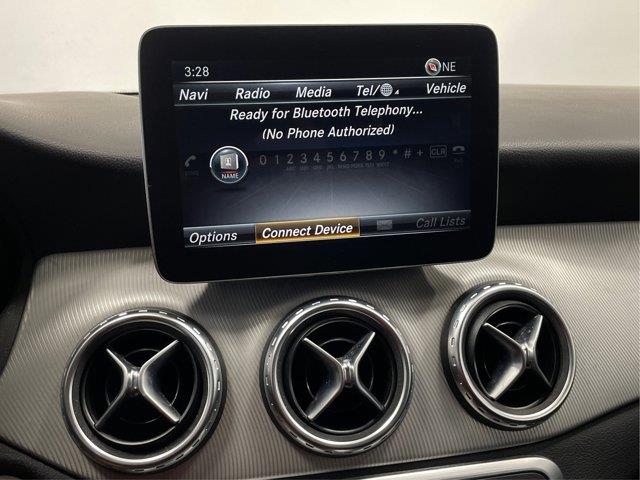 3:28 NE
Navi Radio Media Tel/ Vehicle
Ready for Bluetooth Telephony...
(No Phone Authorized)
0 1 2 3 4 5 6 7 8 9 * # + CLR
NAME
Options Connect Device Call Lists